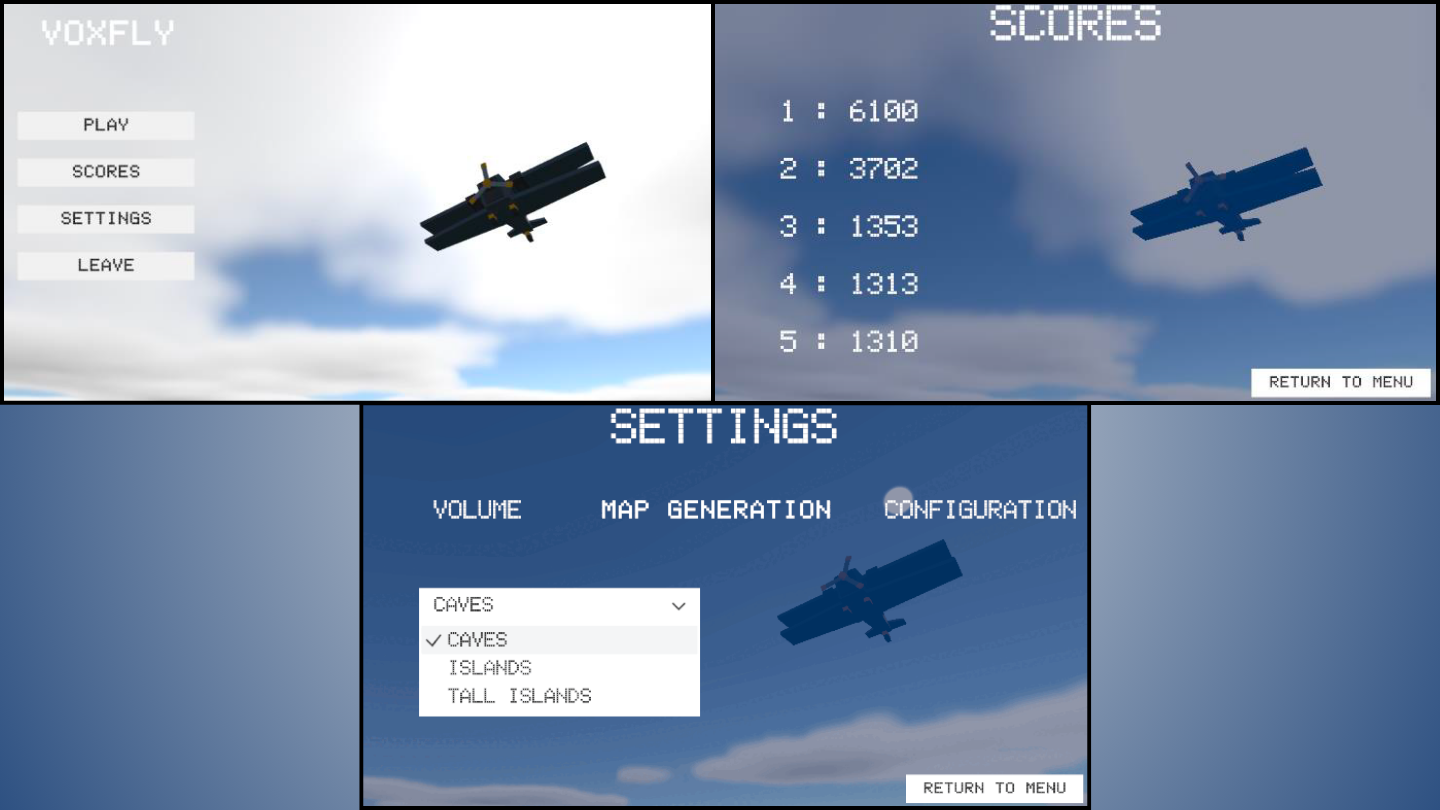 VOXFLY
PLAY
SCORES
SETTINGS
LEAVE
SCORES
1 : 6100
2 : 3702
3 : 1353
4 : 1313
5 : 1310
RETURN TO MENU
SETTINGS
VOLUME MAP GENERATION CONFIGURATION
CAVES
CAVES
ISLANDS
TALL ISLANDS
RETURN TO MENU